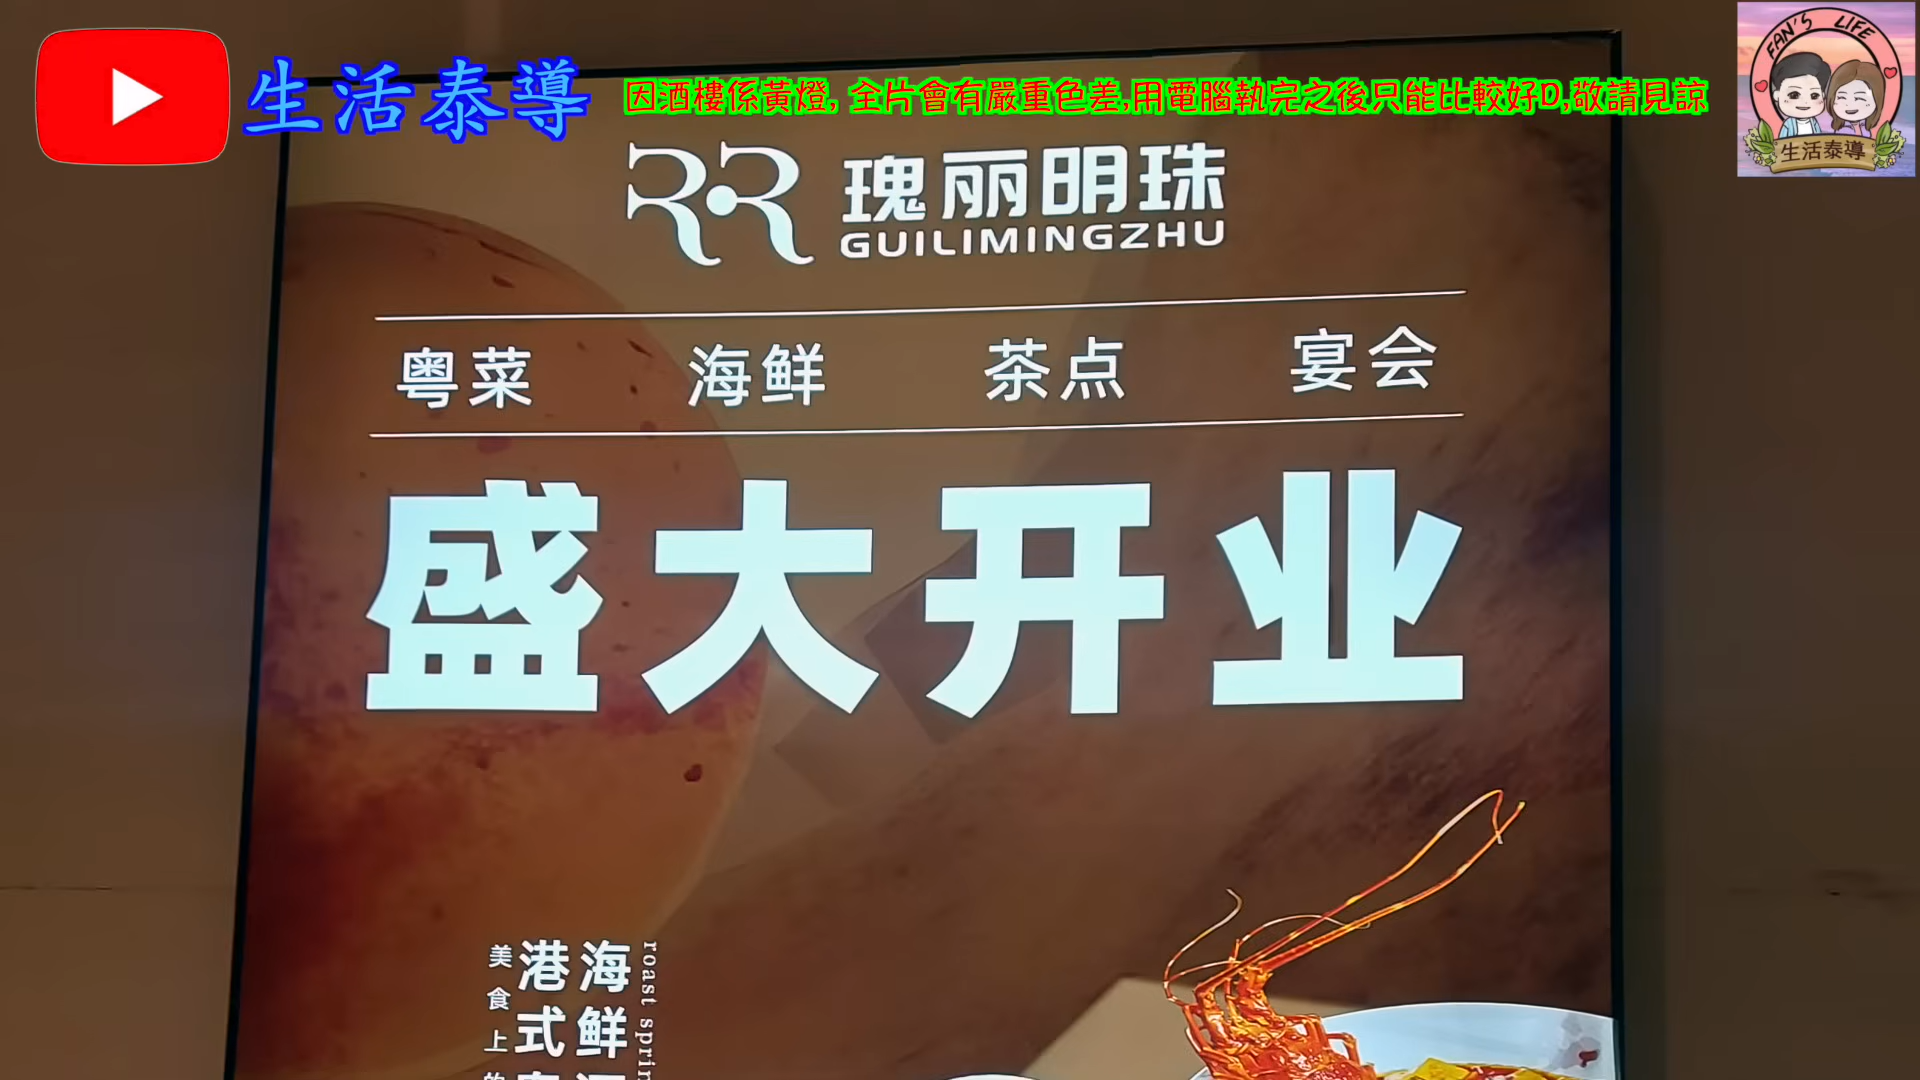 生活泰導
因酒樓係黃燈, 全片會有嚴重色差,用電腦執完之後只能比較好D,敬請見諒
FAN'S LIFE
生活泰導
瑰丽明珠
GUILIMINGZHU
粤菜 海鲜 茶点 宴会
盛大开业
roast
海鲜
港式
美食上